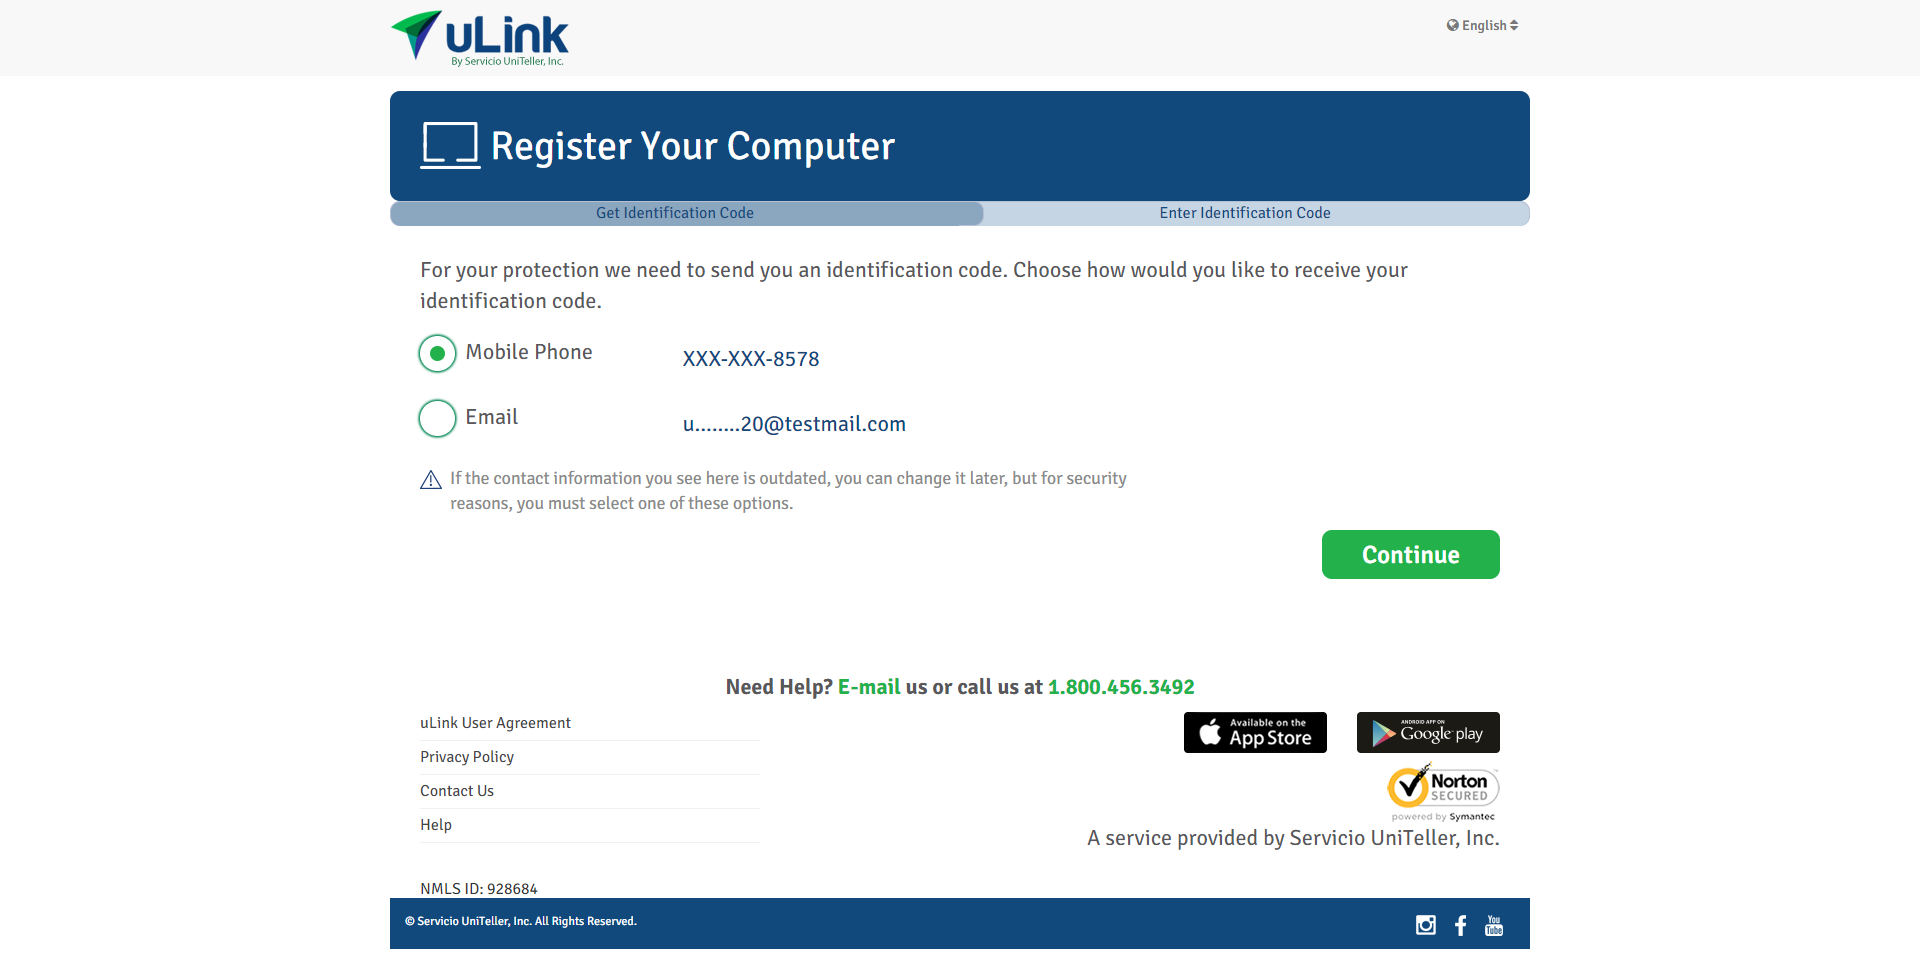 uLink
By Servicio UniTeller, Inc.
English
Register Your Computer
Get Identification Code
Enter Identification Code
For your protection we need to send you an identification code. Choose how would you like to receive your
identification code.
Mobile Phone
XXX-XXX-8578
Email
u........20@testmail.com
If the contact information you see here is outdated, you can change it later, but for security
reasons, you must select one of these options.
Continue
Need Help? E-mail us or call us at 1.800.456.3492
uLink User Agreement
Privacy Policy
Contact Us
Help
Available on the
App Store
ANDROID APP ON
Google play
Norton
SECURED
powered by Symantec
A service provided by Servicio UniTeller, Inc.
NMLS ID: 928684
© Servicio UniTeller, Inc. All Rights Reserved.
You
Tube